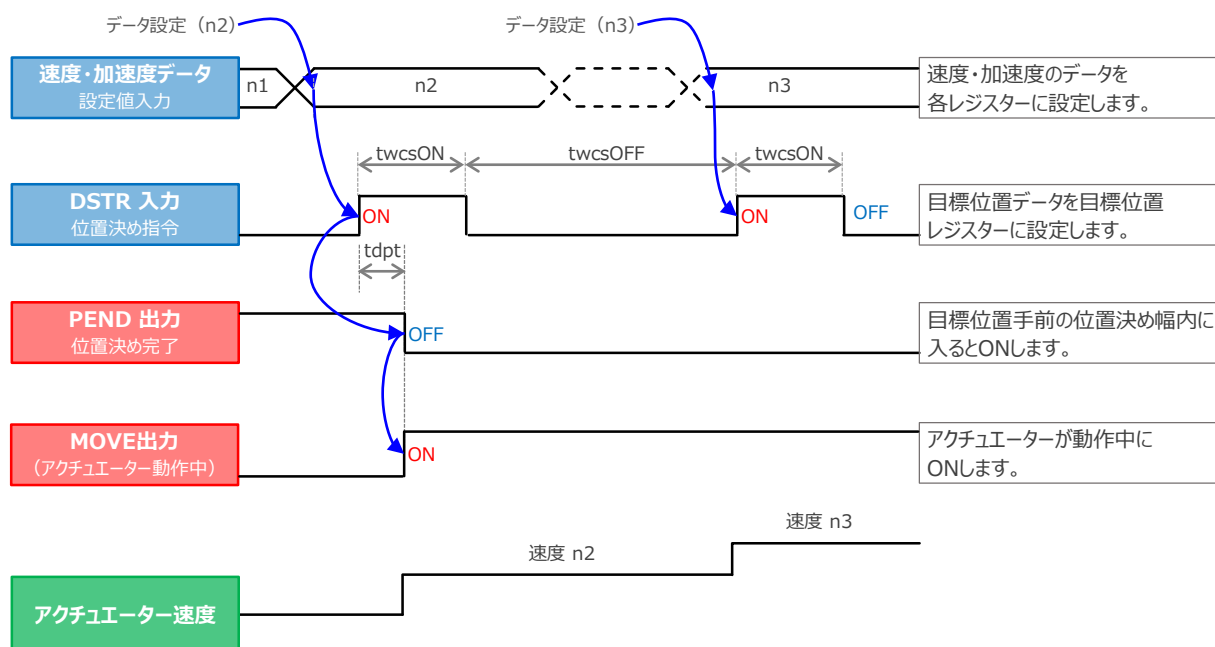 データ設定（n2）
データ設定（n3）
速度・加速度データ
設定値入力
n1
n2
n3
速度・加速度のデータを
各レジスターに設定します。
twcsON
twcsOFF
twcsON
DSTR 入力
位置決め指令
ON
ON
OFF
目標位置データを目標位置
レジスターに設定します。
tdpt
PEND 出力
位置決め完了
OFF
目標位置手前の位置決め幅内に
入るとONします。
MOVE出力
（アクチュエーター動作中）
ON
アクチュエーターが動作中に
ONします。
速度 n3
速度 n2
アクチュエーター速度